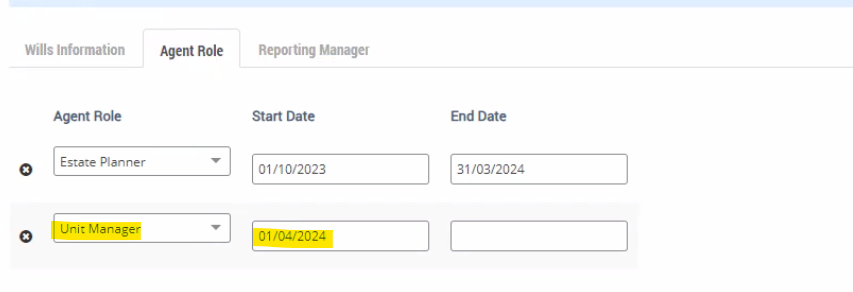 Wills Information Agent Role Reporting Manager
Agent Role Start Date End Date
Estate Planner 01/10/2023 31/03/2024
Unit Manager 01/04/2024